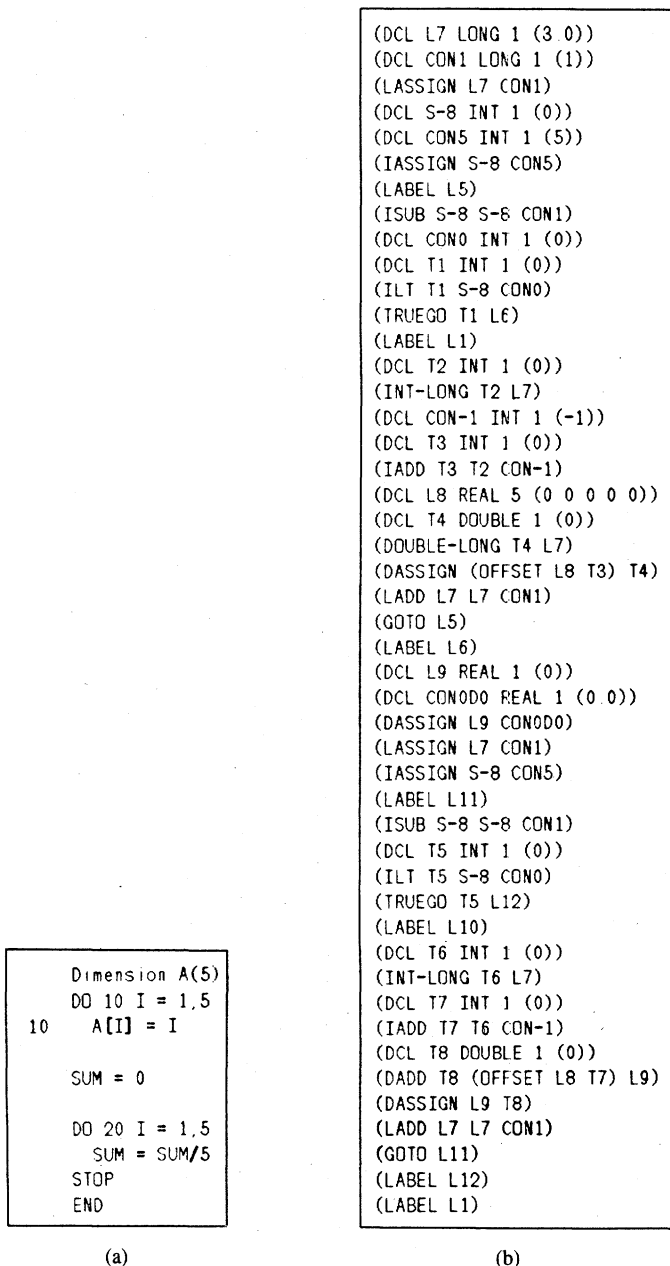 Dimension A(5)
DO 10 I = 1,5
10 A[I] = I
SUM = 0
DO 20 I = 1,5
SUM = SUM/5
STOP
END
(a)
(DCL L7 LONG 1 (3 0))
(DCL CON1 LONG 1 (1))
(LASSIGN L7 CON1)
(DCL S-8 INT 1 (0))
(DCL CON5 INT 1 (5))
(IASSIGN S-8 CON5)
(LABEL L5)
(ISUB S-8 S-8 CON1)
(DCL CON0 INT 1 (0))
(DCL T1 INT 1 (0))
(ILT T1 S-8 CON0)
(TRUEGO T1 L6)
(LABEL L1)
(DCL T2 INT 1 (0))
(INT-LONG T2 L7)
(DCL CON-1 INT 1 (-1))
(DCL T3 INT 1 (0))
(IADD T3 T2 CON-1)
(DCL L8 REAL 5 (0 0 0 0 0))
(DCL T4 DOUBLE 1 (0))
(DOUBLE-LONG T4 L7)
(DASSIGN (OFFSET L8 T3) T4)
(LADD L7 L7 CON1)
(GOTO L5)
(LABEL L6)
(DCL L9 REAL 1 (0))
(DCL CON0D0 REAL 1 (0.0))
(DASSIGN L9 CON0D0)
(LASSIGN L7 CON1)
(IASSIGN S-8 CON5)
(LABEL L11)
(ISUB S-8 S-8 CON1)
(DCL T5 INT 1 (0))
(ILT T5 S-8 CON0)
(TRUEGO T5 L12)
(LABEL L10)
(DCL T6 INT 1 (0))
(INT-LONG T6 L7)
(DCL T7 INT 1 (0))
(IADD T7 T6 CON-1)
(DCL T8 DOUBLE 1 (0))
(DADD T8 (OFFSET L8 T7) L9)
(DASSIGN L9 T8)
(LADD L7 L7 CON1)
(GOTO L11)
(LABEL L12)
(LABEL L1)
(b)